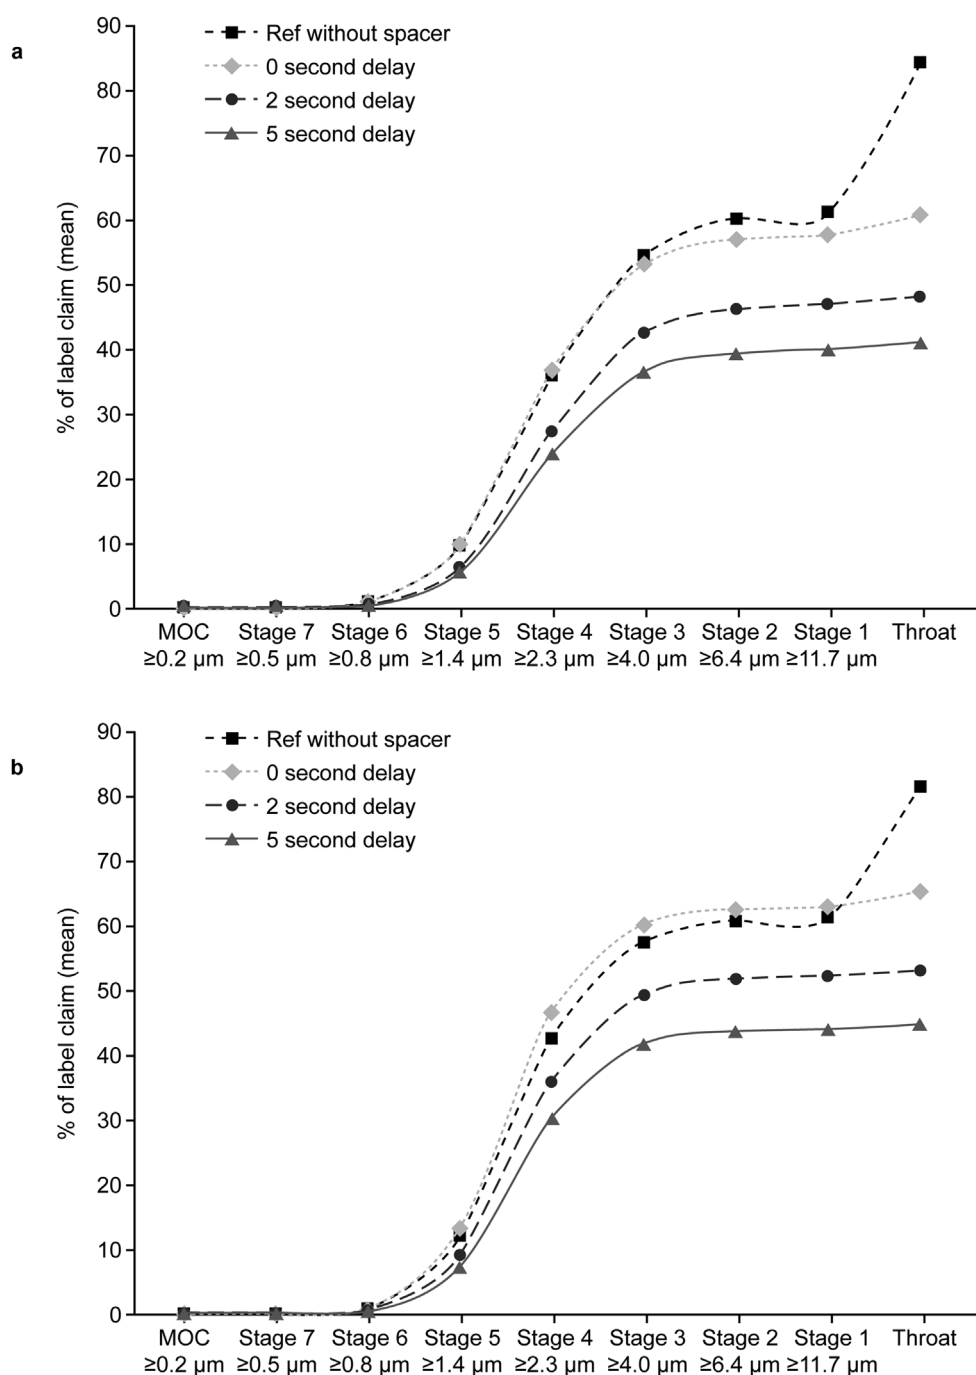 a
Ref without spacer
0 second delay
2 second delay
5 second delay
% of label claim (mean)
90
80
70
60
50
40
30
20
10
0
MOC Stage 7 Stage 6 Stage 5 Stage 4 Stage 3 Stage 2 Stage 1 Throat
≥0.2 µm ≥0.5 µm ≥0.8 µm ≥1.4 µm ≥2.3 µm ≥4.0 µm ≥6.4 µm ≥11.7 µm
b
Ref without spacer
0 second delay
2 second delay
5 second delay
% of label claim (mean)
90
80
70
60
50
40
30
20
10
0
MOC Stage 7 Stage 6 Stage 5 Stage 4 Stage 3 Stage 2 Stage 1 Throat
≥0.2 µm ≥0.5 µm ≥0.8 µm ≥1.4 µm ≥2.3 µm ≥4.0 µm ≥6.4 µm ≥11.7 µm